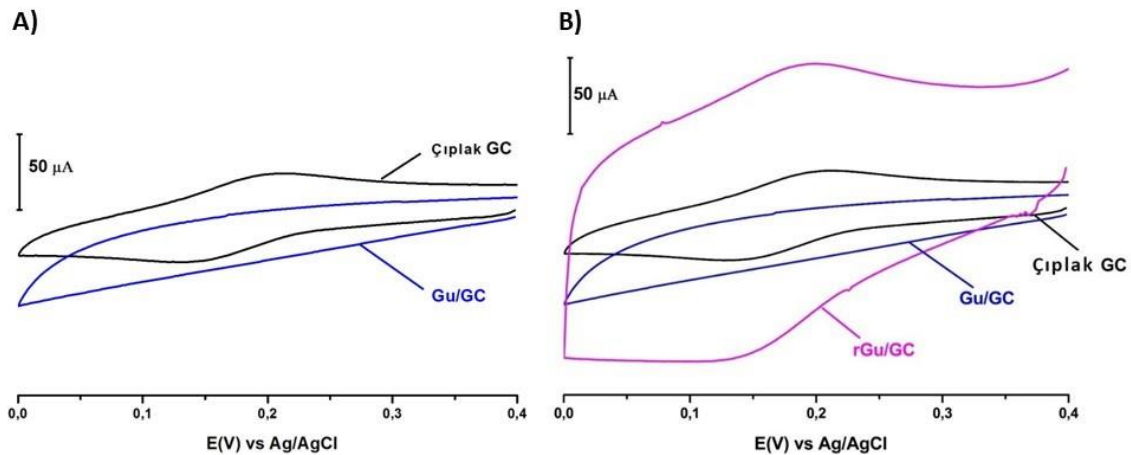 A)
50 µA
Çıplak GC
Gu/GC
0,0 0,1 0,2 0,3 0,4
E(V) vs Ag/AgCl
B)
50 µA
Çıplak GC
Gu/GC
rGu/GC
0,0 0,1 0,2 0,3 0,4
E(V) vs Ag/AgCl